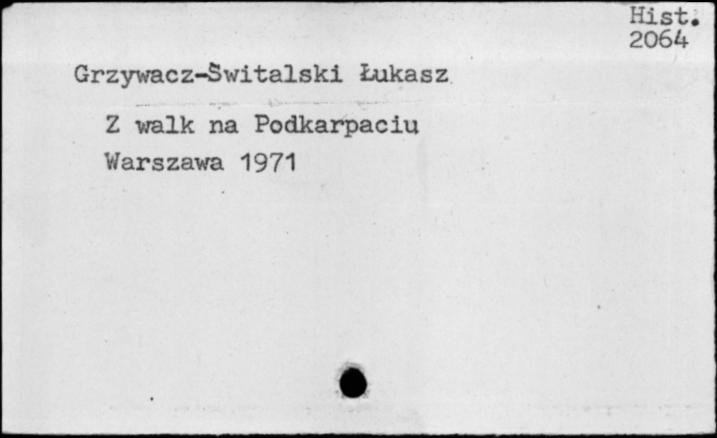 Hist.
2064
Grzywacz-Świtalski Łukasz
Z walk na Podkarpaciu
Warszawa 1971